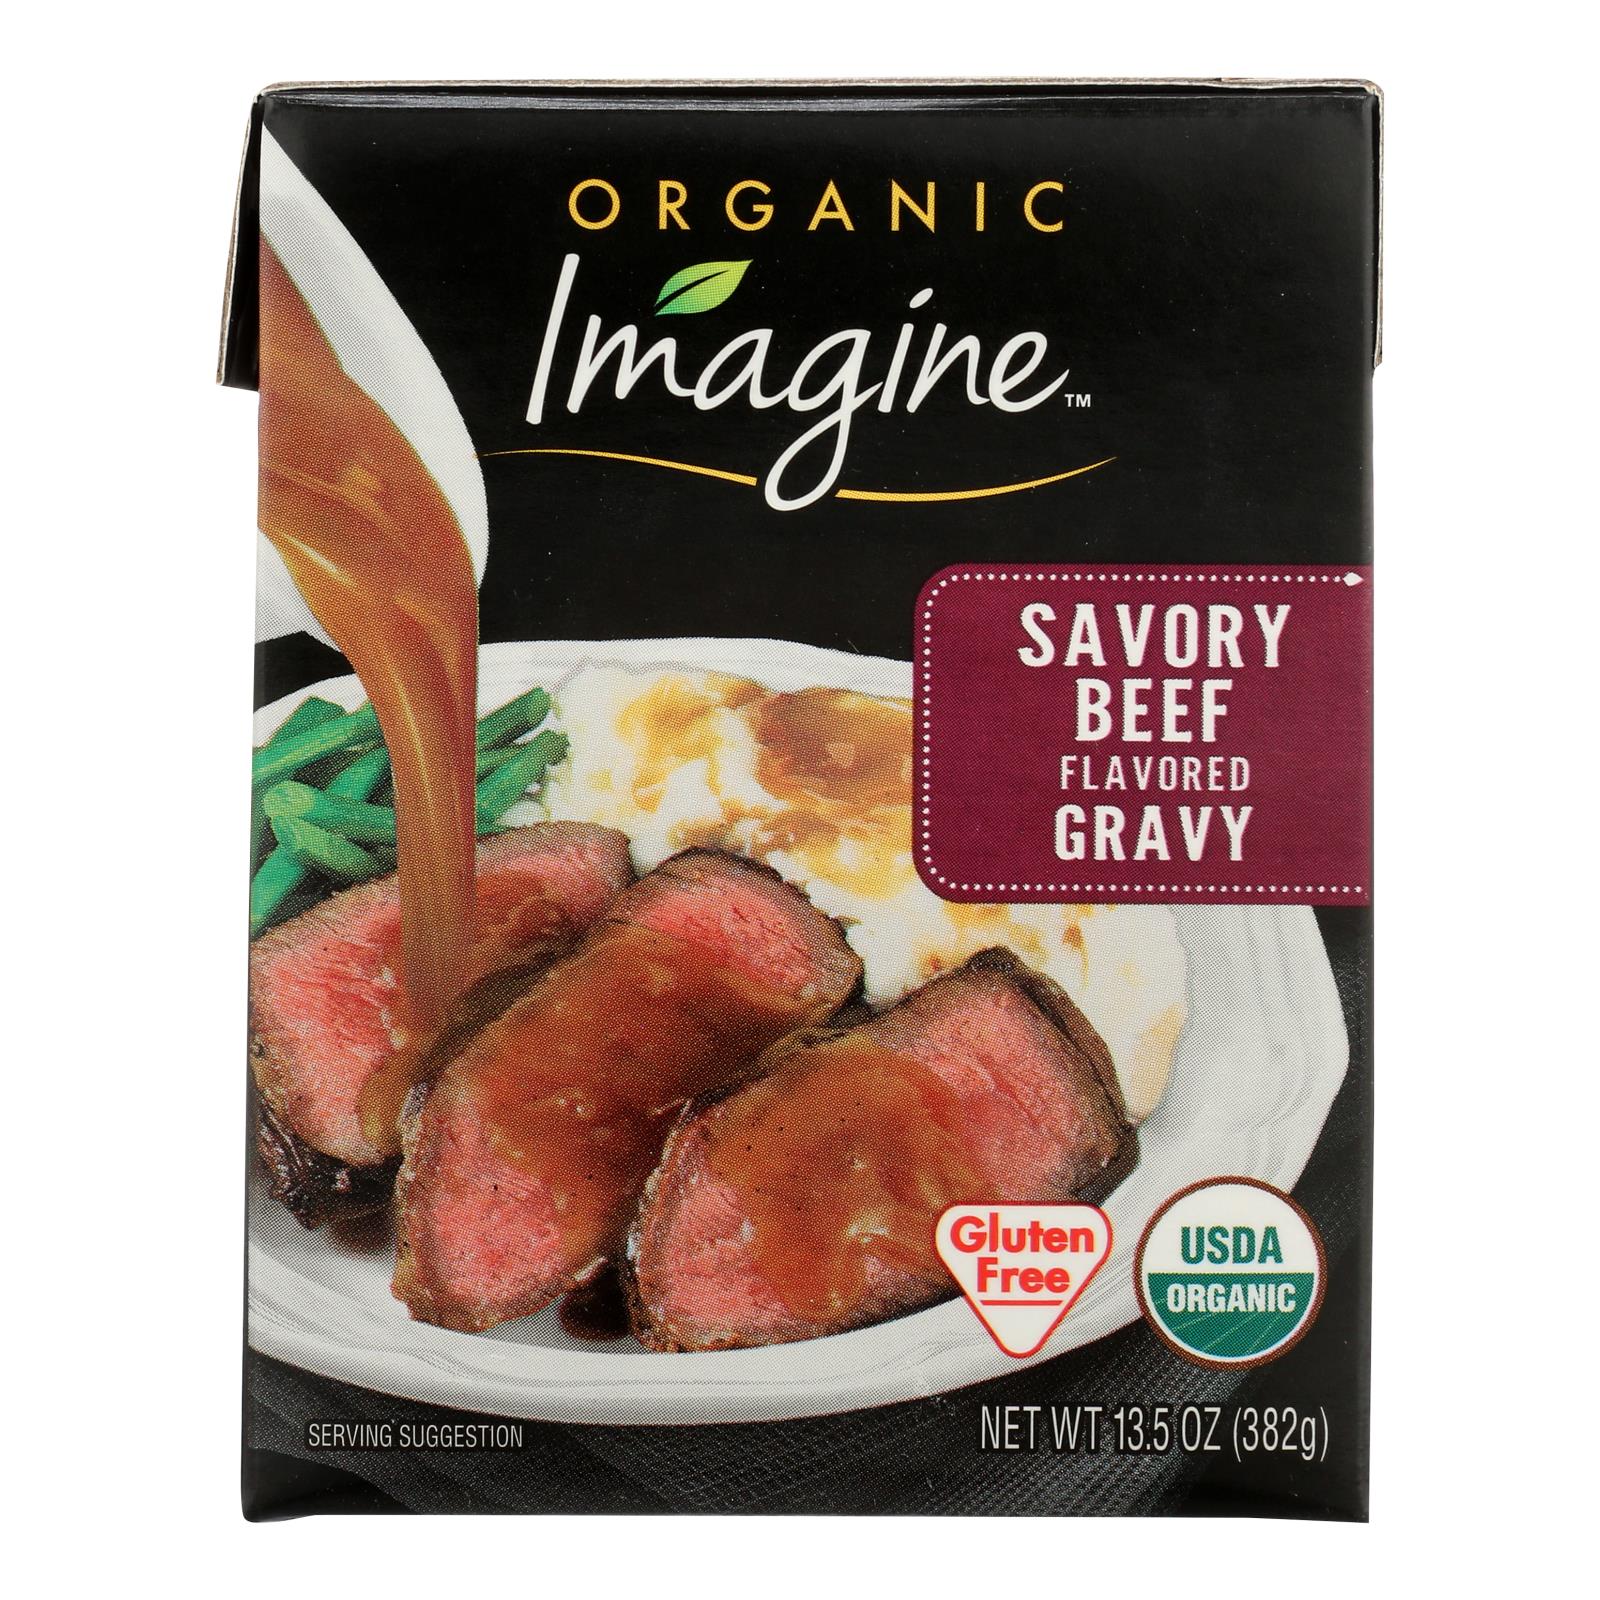 ORGANIC
Imagine™
SAVORY
BEEF
FLAVORED
GRAVY
Gluten
Free
USDA
ORGANIC
SERVING SUGGESTION
NET WT 13.5 OZ (382g)